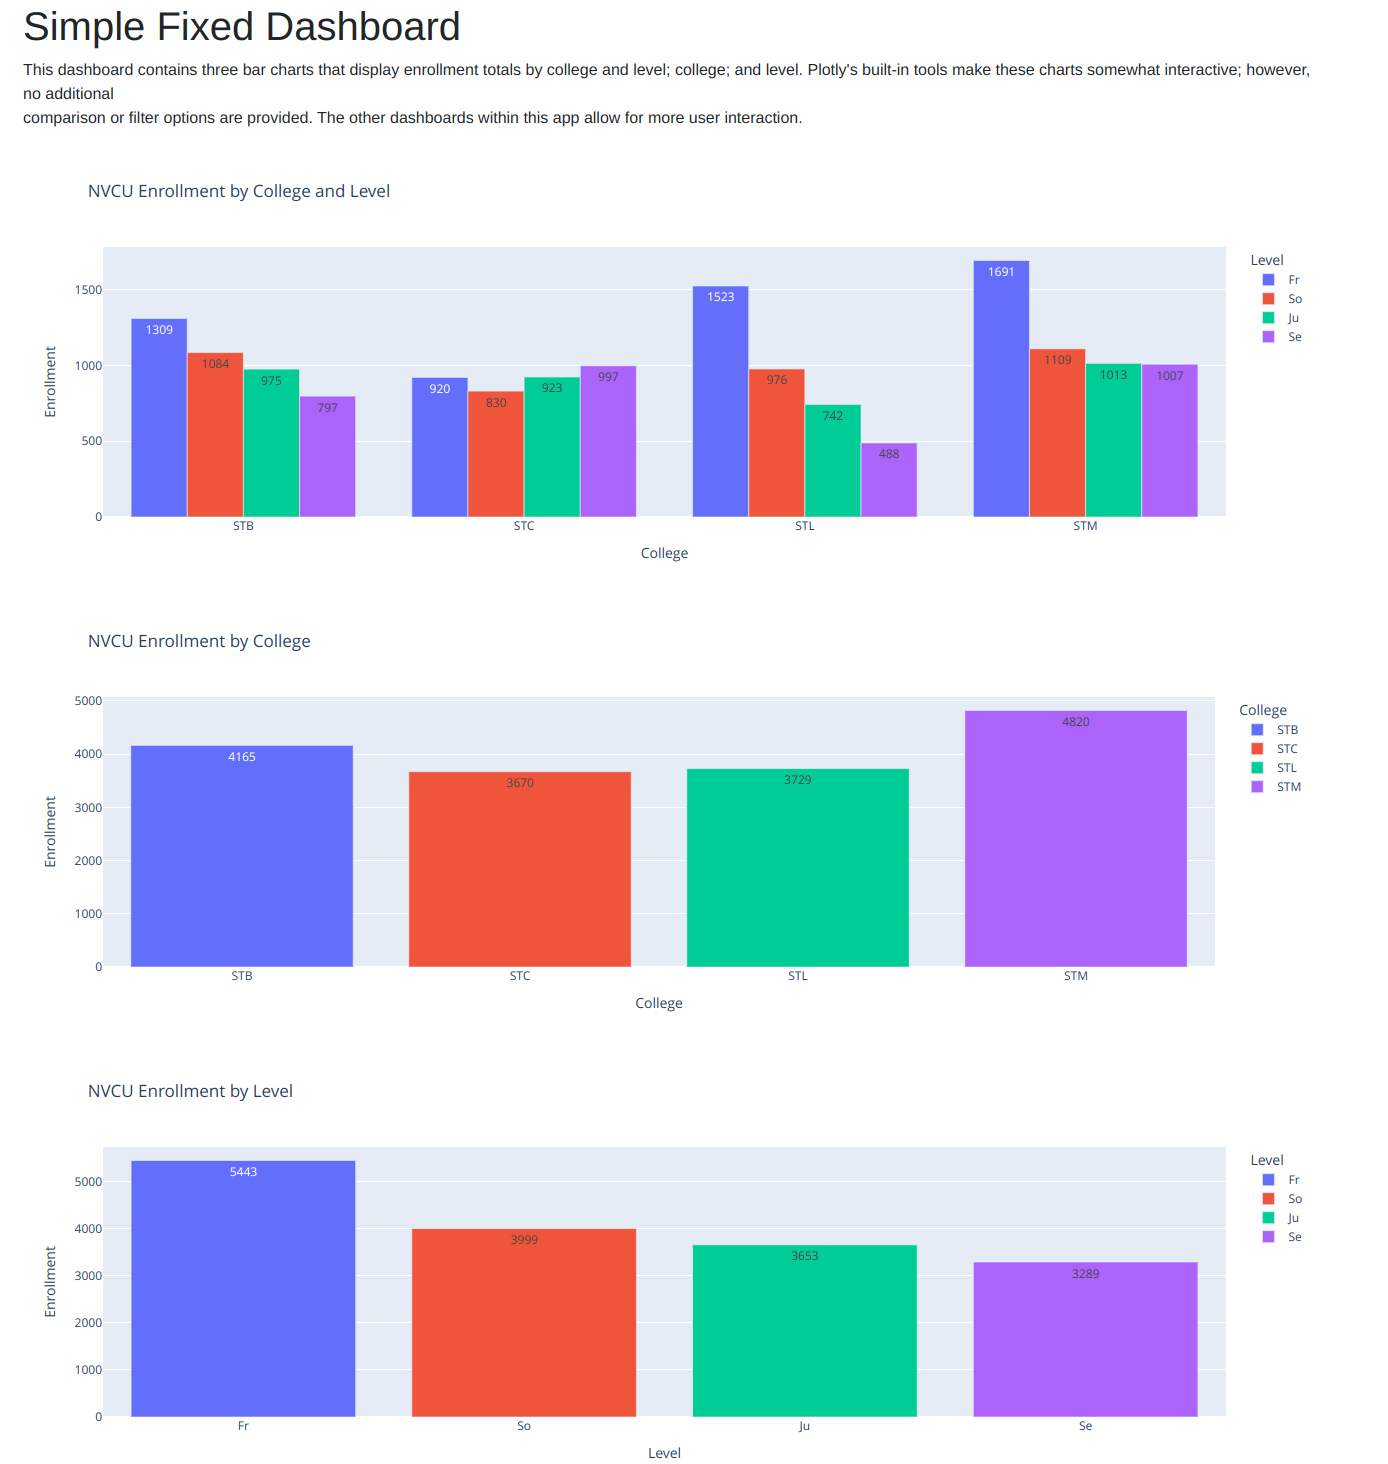 Simple Fixed Dashboard
This dashboard contains three bar charts that display enrollment totals by college and level; college; and level. Plotly's built-in tools make these charts somewhat interactive; however,
no additional
comparison or filter options are provided. The other dashboards within this app allow for more user interaction.
NVCU Enrollment by College and Level
Enrollment
1500
1000
500
0
1309
1084
975
797
920
830
923
997
1523
976
742
488
1691
1109
1013
1007
STB
STC
STL
STM
College
Level
Fr
So
Ju
Se
NVCU Enrollment by College
Enrollment
5000
4000
3000
2000
1000
0
4165
3670
3729
4820
STB
STC
STL
STM
College
College
STB
STC
STL
STM
NVCU Enrollment by Level
Enrollment
5000
4000
3000
2000
1000
0
5443
3999
3653
3289
Fr
So
Ju
Se
Level
Level
Fr
So
Ju
Se